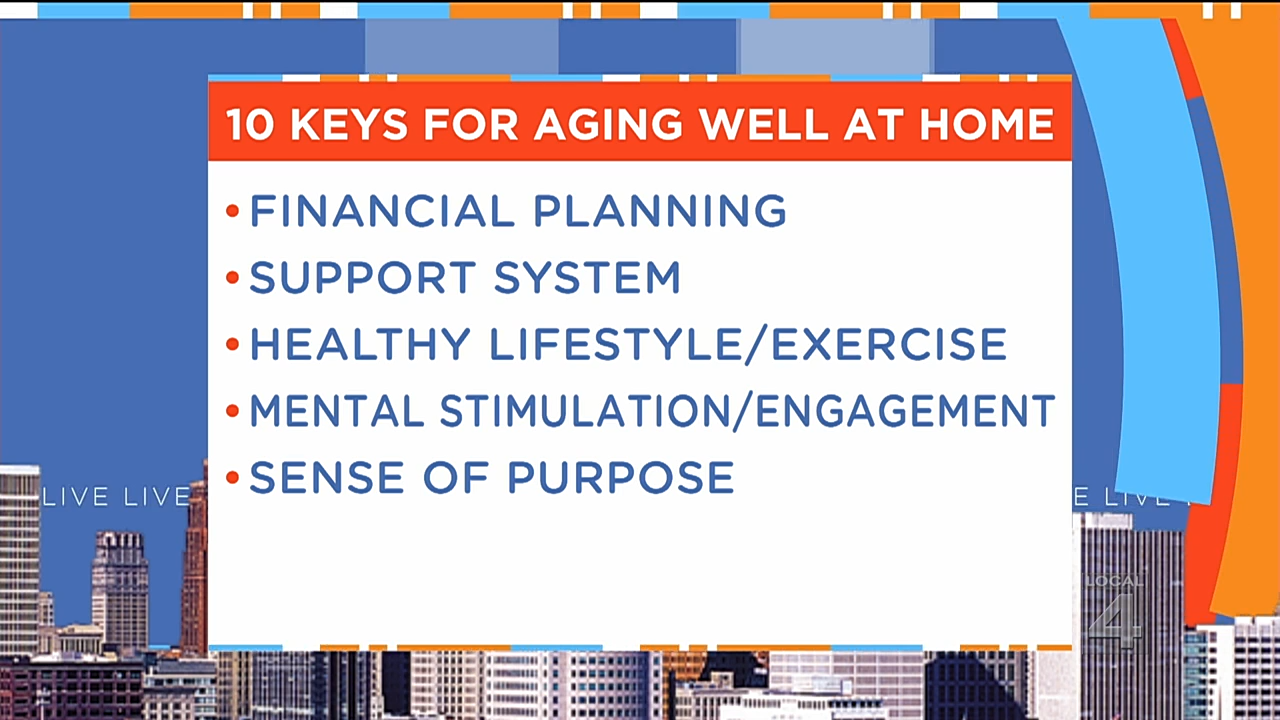 10 KEYS FOR AGING WELL AT HOME
• FINANCIAL PLANNING
• SUPPORT SYSTEM
• HEALTHY LIFESTYLE/EXERCISE
• MENTAL STIMULATION/ENGAGEMENT
• SENSE OF PURPOSE
LIVE LIVE
E LIVE
LOCAL
4